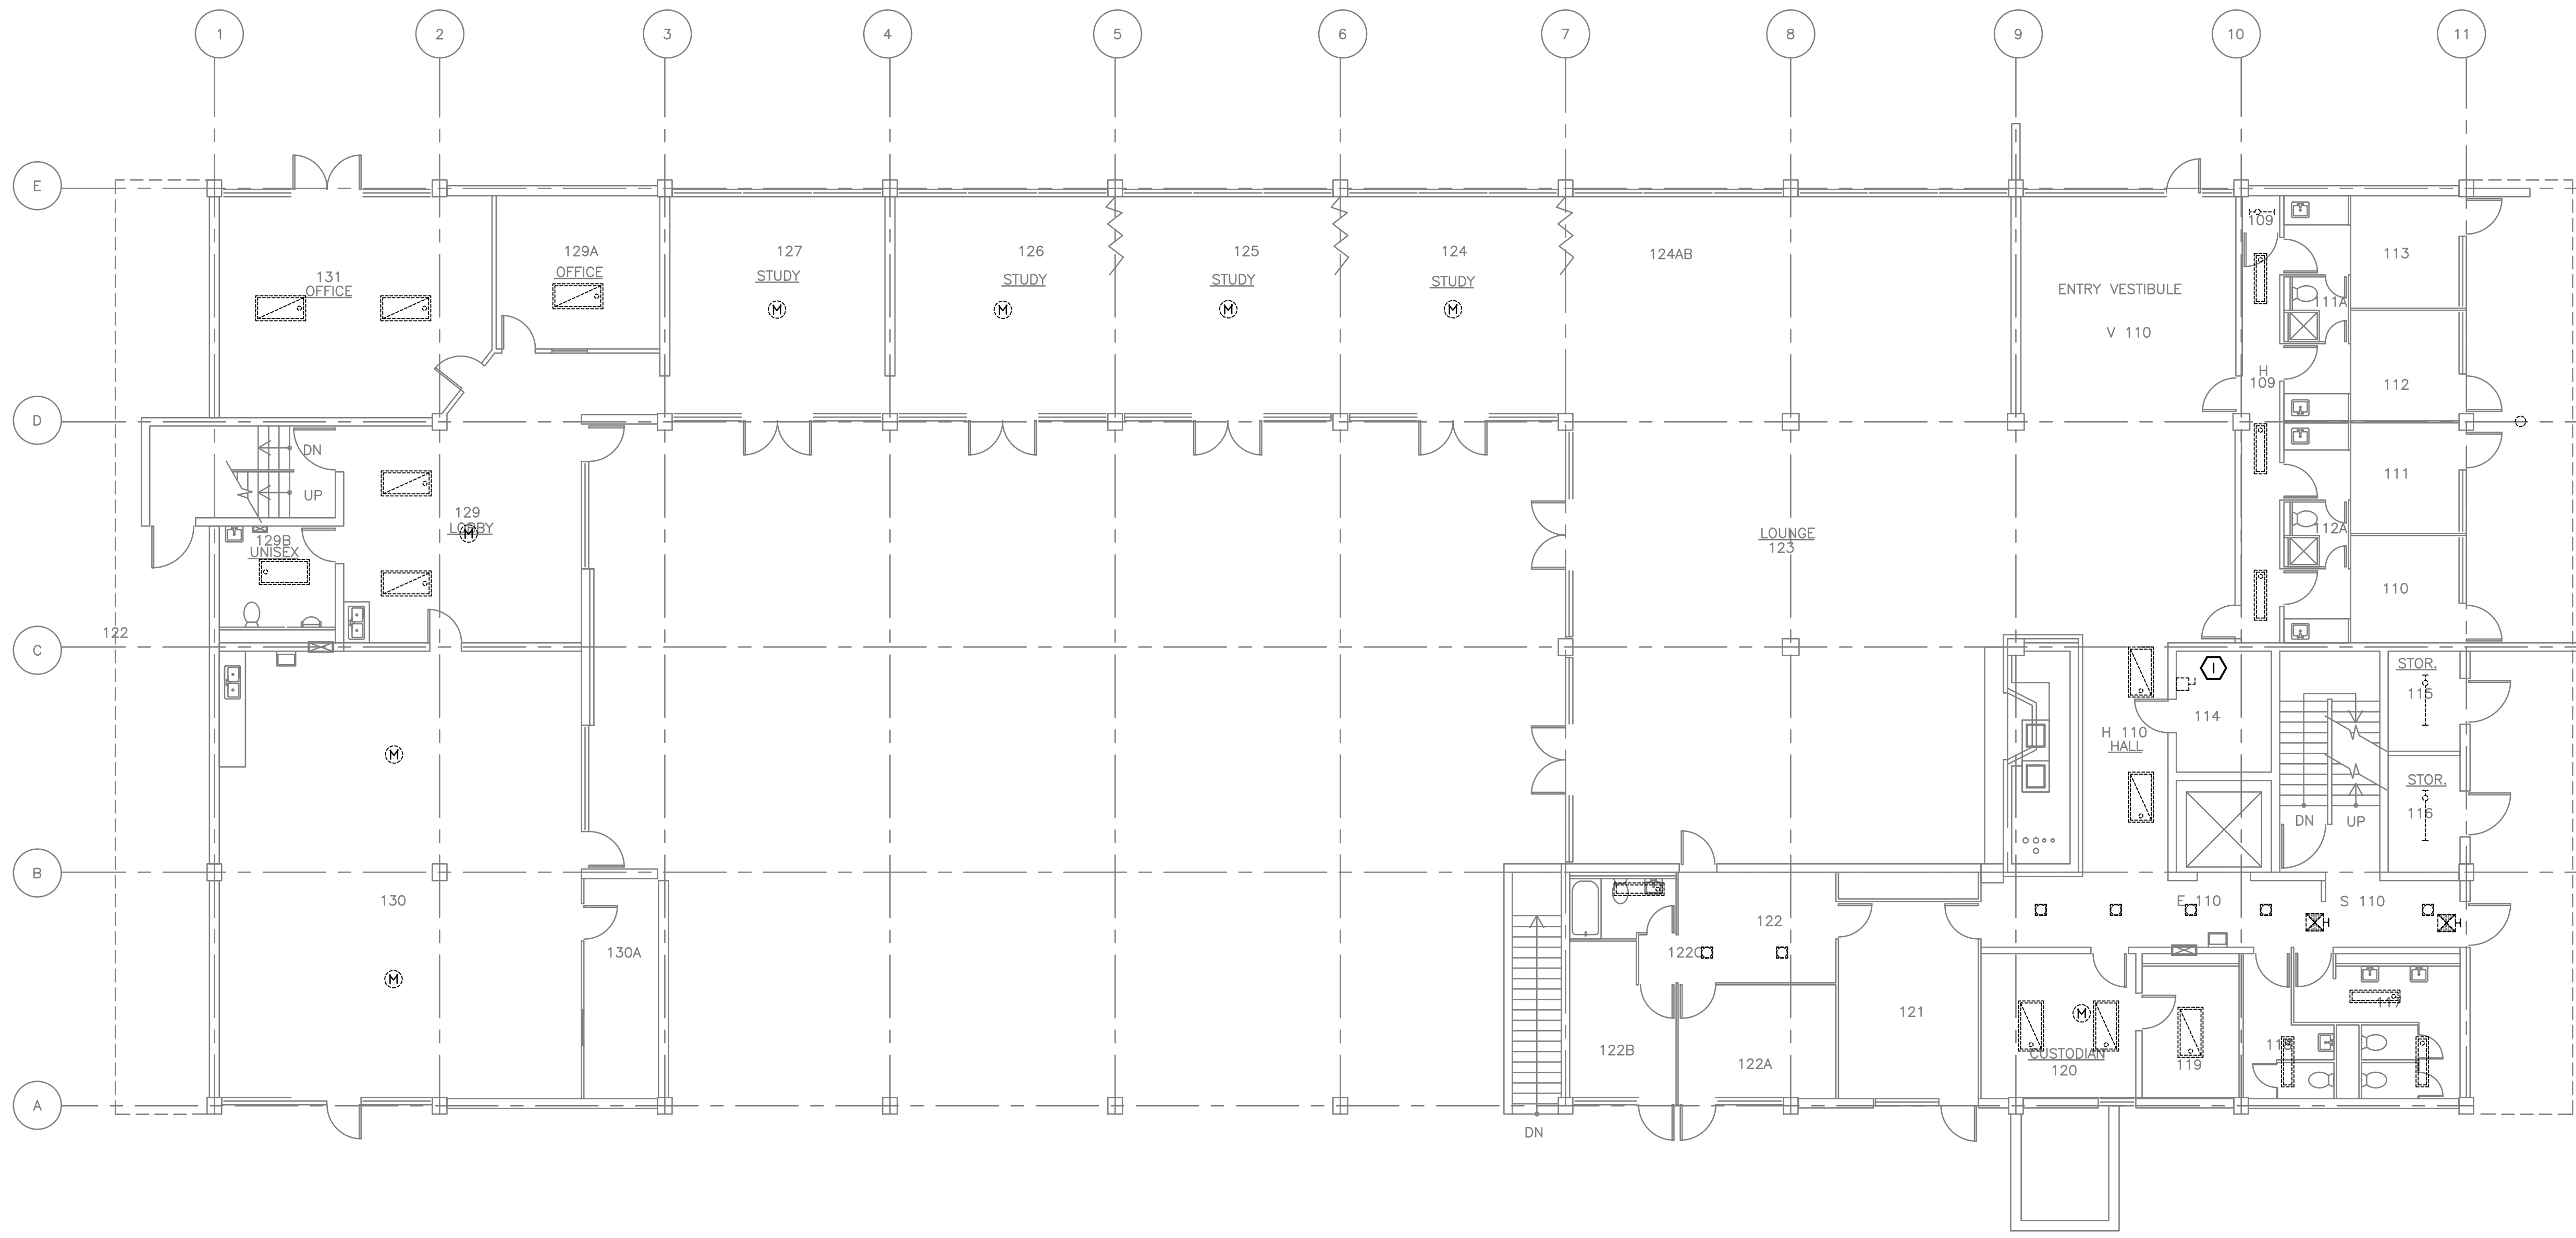 1
2
3
4
5
6
7
8
9
10
11
E
D
C
B
A
131
OFFICE
129A
OFFICE
127
STUDY
M
126
STUDY
M
125
STUDY
M
124
STUDY
M
124AB
ENTRY VESTIBULE
V 110
109
H
109
111A
113
112
DN
UP
129
LOBBY
M
129B
UNISEX
122
LOUNGE
123
112A
111
110
M
M
130
130A
H 110
HALL
114
I
STOR.
115
STOR.
116
DN
UP
E 110
S 110
122
122C
122B
122A
121
M
CUSTODIAN
120
119
117
DN